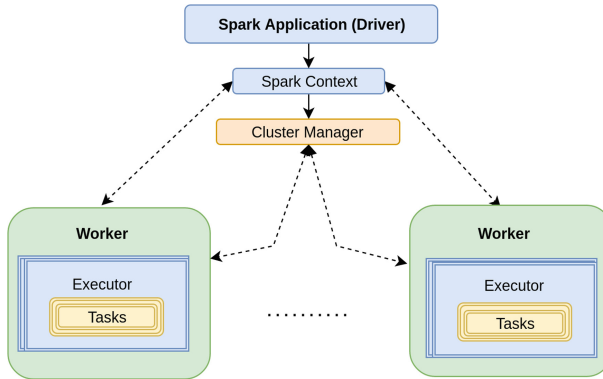 Spark Application (Driver)
Spark Context
Cluster Manager
Worker
Executor
Tasks
..........
Worker
Executor
Tasks